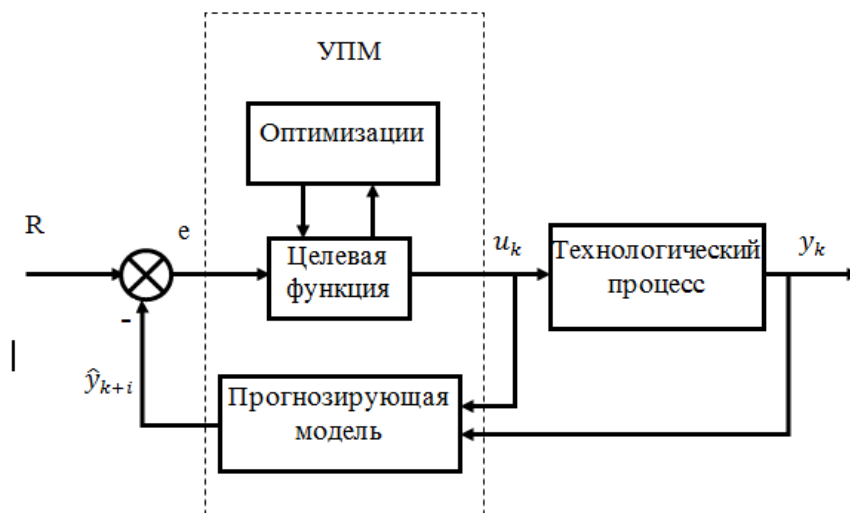 УПМ
Оптимизации
R
e
Целевая
функция
u_k
Технологический
процесс
y_k
-
ŷ_{k+i}
Прогнозирующая
модель